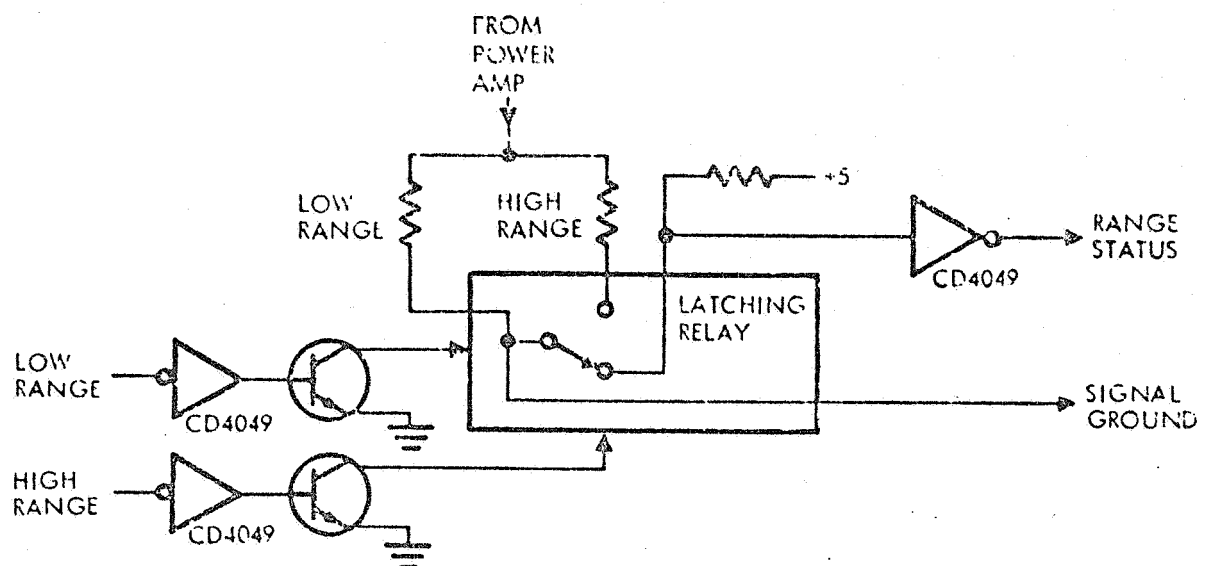 FROM
POWER
AMP
LOW
RANGE
HIGH
RANGE
+5
RANGE
STATUS
CD4049
LATCHING
RELAY
LOW
RANGE
CD4049
SIGNAL
GROUND
HIGH
RANGE
CD4049